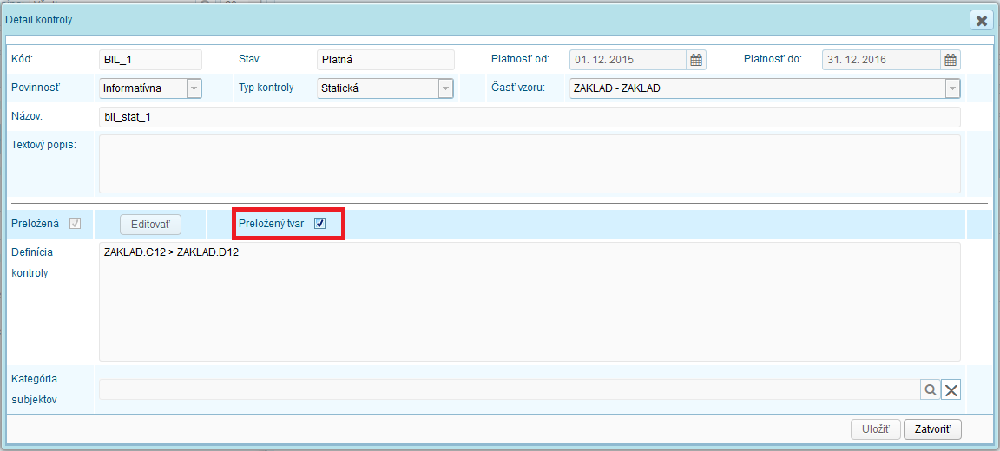 Detail kontroly
Kód: BIL_1 Stav: Platná Platnosť od: 01. 12. 2015 Platnosť do: 31. 12. 2016
Povinnosť Informatívna Typ kontroly Statická Časť vzoru: ZAKLAD - ZAKLAD
Názov: bil_stat_1
Textový popis:
Preložená Editovať Preložený tvar
Definícia
kontroly
ZAKLAD.C12 > ZAKLAD.D12
Kategória
subjektov
Uložiť Zatvoriť